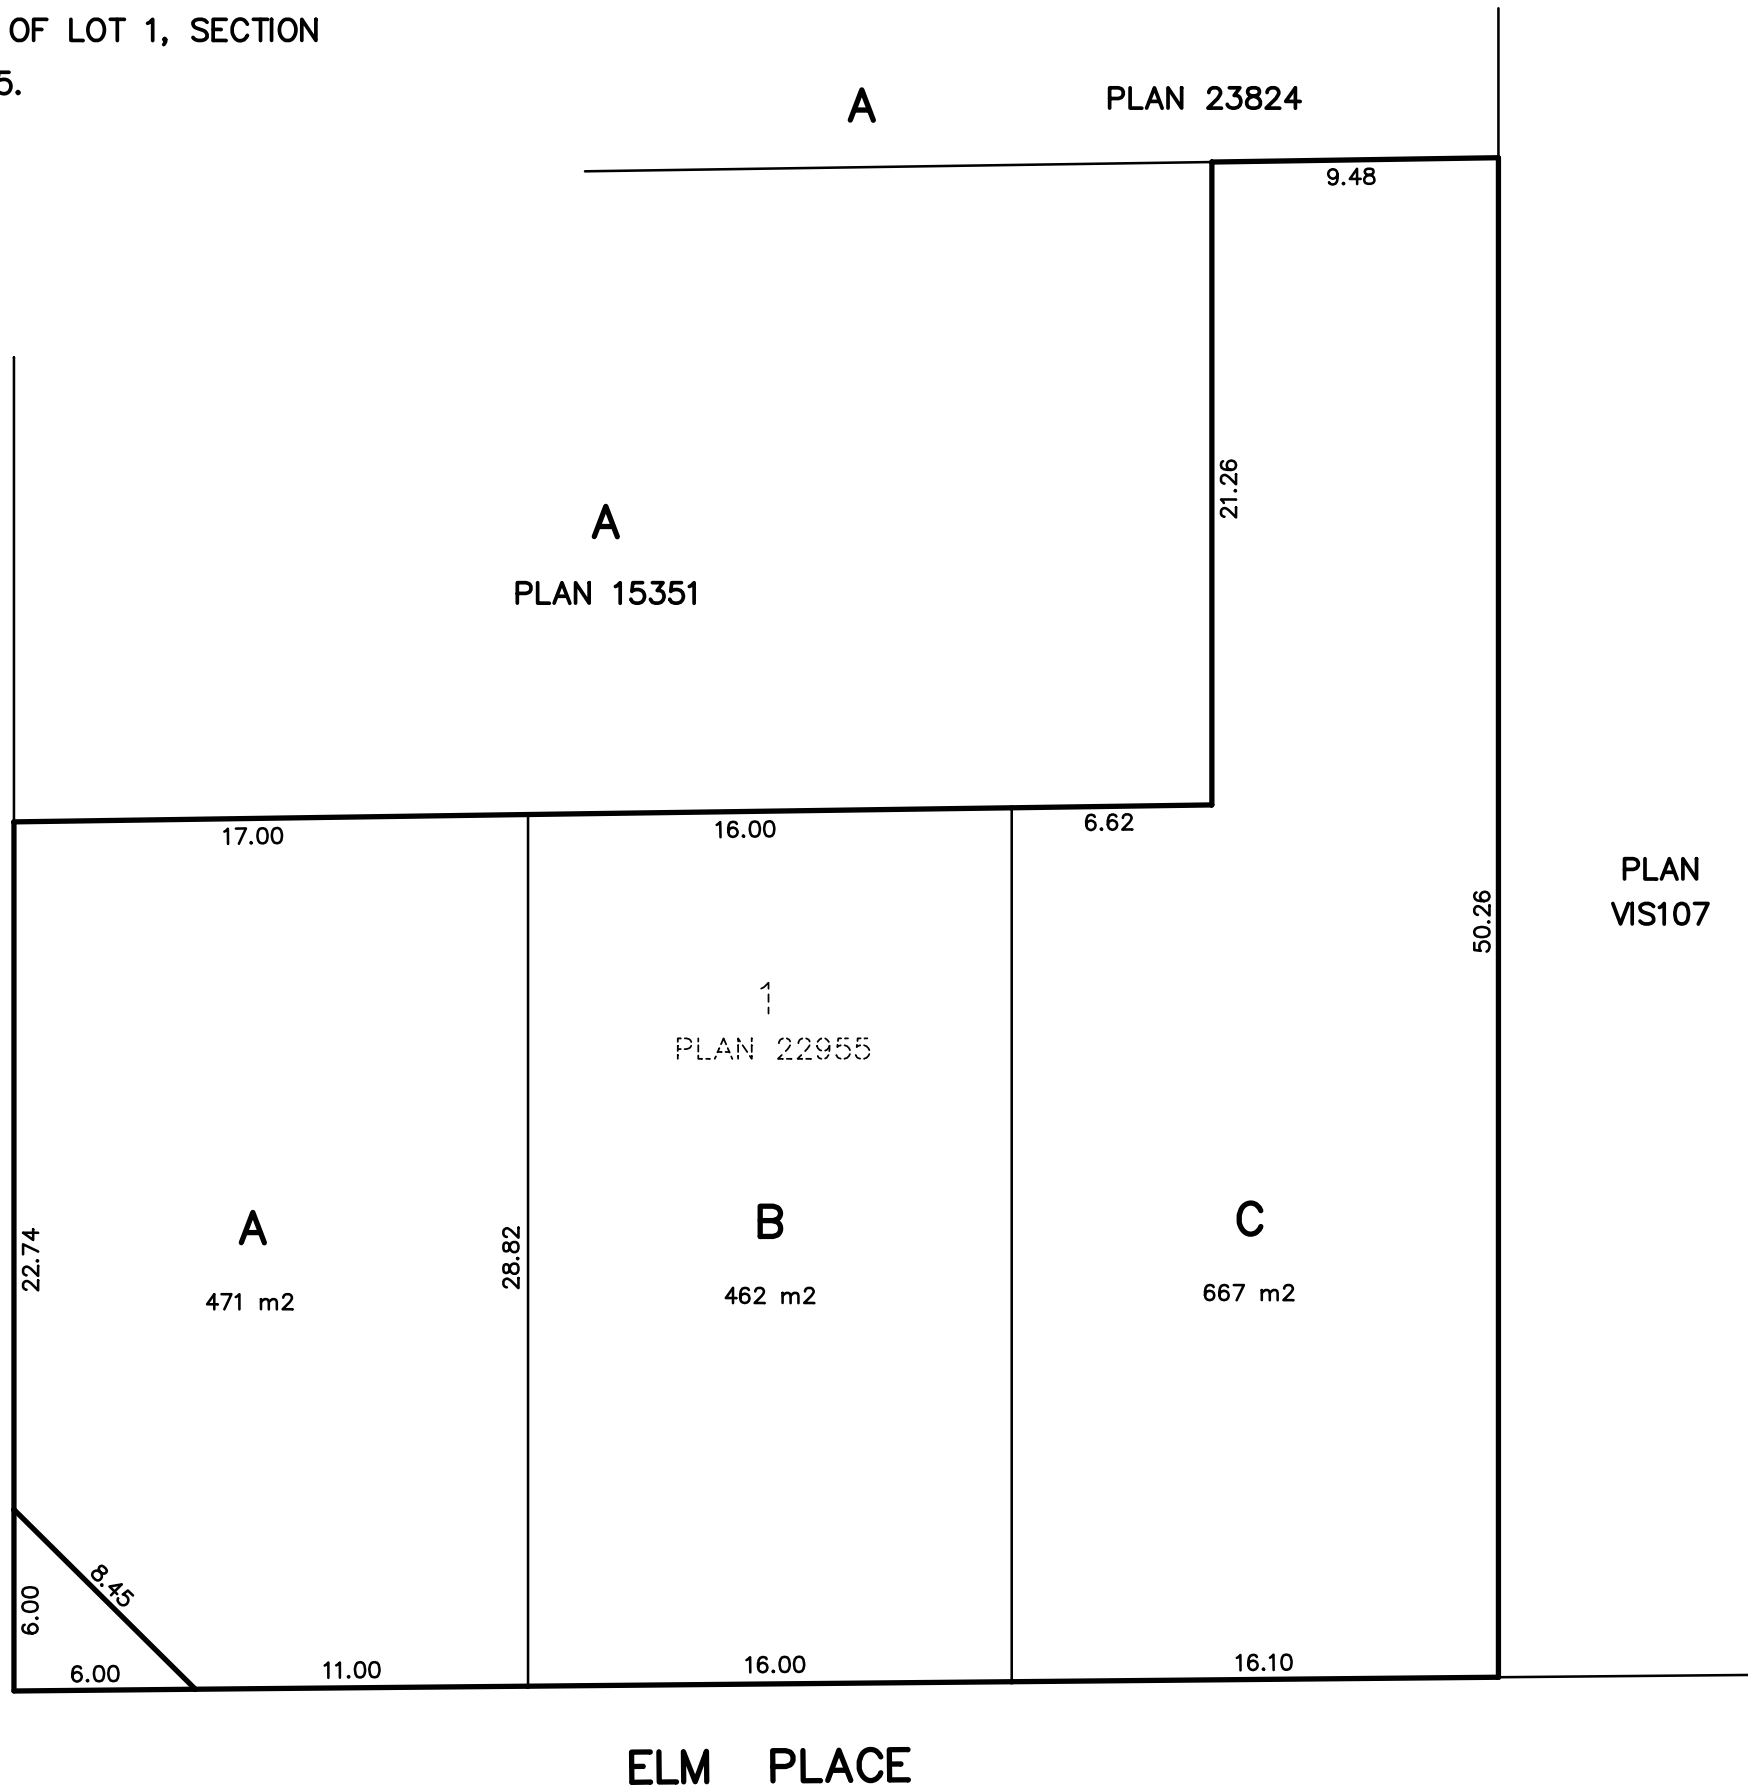 OF LOT 1, SECTION
5.
A
PLAN 23824
9.48
21.26
A
PLAN 15351
17.00
16.00
6.62
PLAN
VIS107
50.26
1
PLAN 22955
A
471 m2
B
462 m2
C
667 m2
22.74
28.82
8.45
6.00
6.00
11.00
16.00
16.10
ELM PLACE